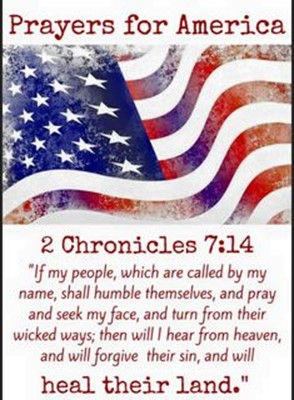 Prayers for America
2 Chronicles 7:14
"If my people, which are called by my
name, shall humble themselves, and pray
and seek my face, and turn from their
wicked ways; then will I hear from heaven,
and will forgive their sin, and will
heal their land."